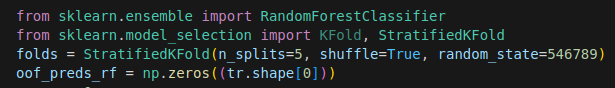 from sklearn.ensemble import RandomForestClassifier
from sklearn.model_selection import KFold, StratifiedKFold
folds = StratifiedKFold(n_splits=5, shuffle=True, random_state=546789)
oof_preds_rf = np.zeros((tr.shape[0]))